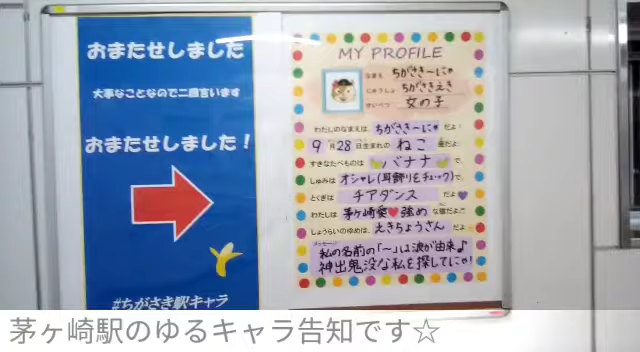 おまたせしました
大事なことなので二回言います
おまたせしました!
#ちがさき駅キャラ
MY PROFILE
なまえ ちがさき〜にゃ
じゅうしょ ちがさきえき
せいべつ 女の子
わたしのなまえは ちがさき〜にゃ だよ!
9月28日生まれの ねこ 座だよ!
すきなたべものは バナナ で、
しゅみは オシャレ(耳飾りをチェック)で、
とくぎは チアダンス だよ
わたしは 茅ヶ崎愛♥強め な猫だよ
しょうらいのゆめは、えきちょうさん だよ
メッセージ
私の名前の「〜」は波が由来♪
神出鬼没な私を探してにゃ!
茅ヶ崎駅のゆるキャラ告知です☆